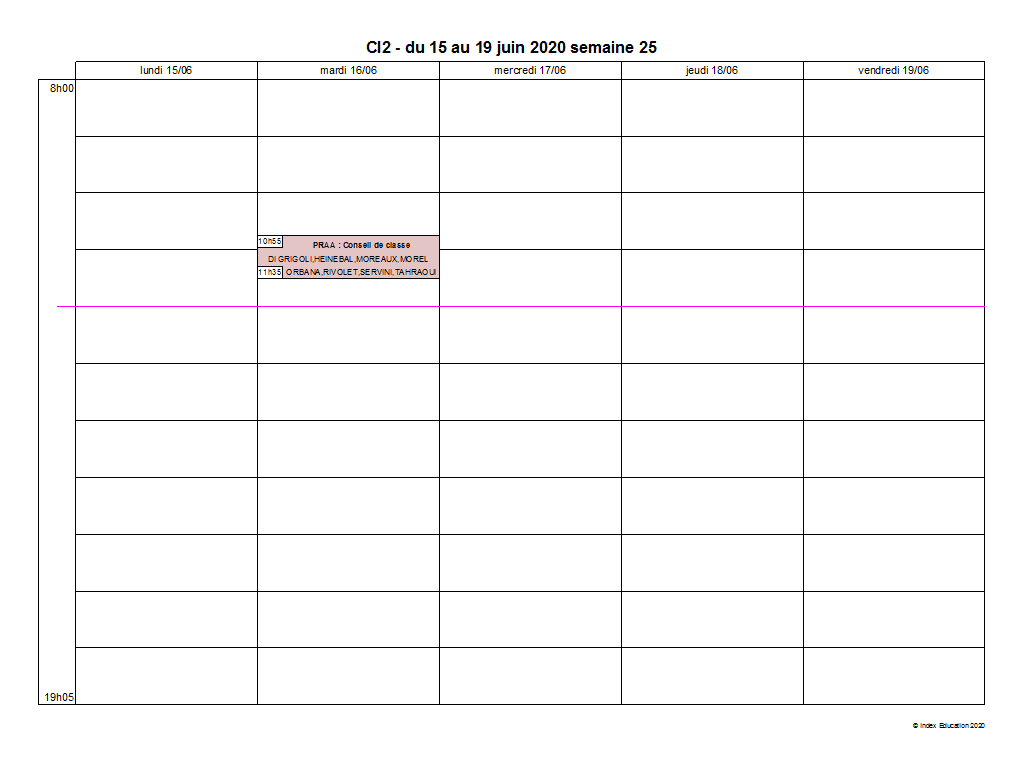 CI2 - du 15 au 19 juin 2020 semaine 25
lundi 15/06
mardi 16/06
mercredi 17/06
jeudi 18/06
vendredi 19/06
8h00
10h55
PRAA : Conseil de classe
DI GRIGOLI,HEINEBAL,MOREAUX,MOREL
11h35
ORBANA,RIVOLET,SERVINI,TAHRAOUI
19h05
© Index Education 2020